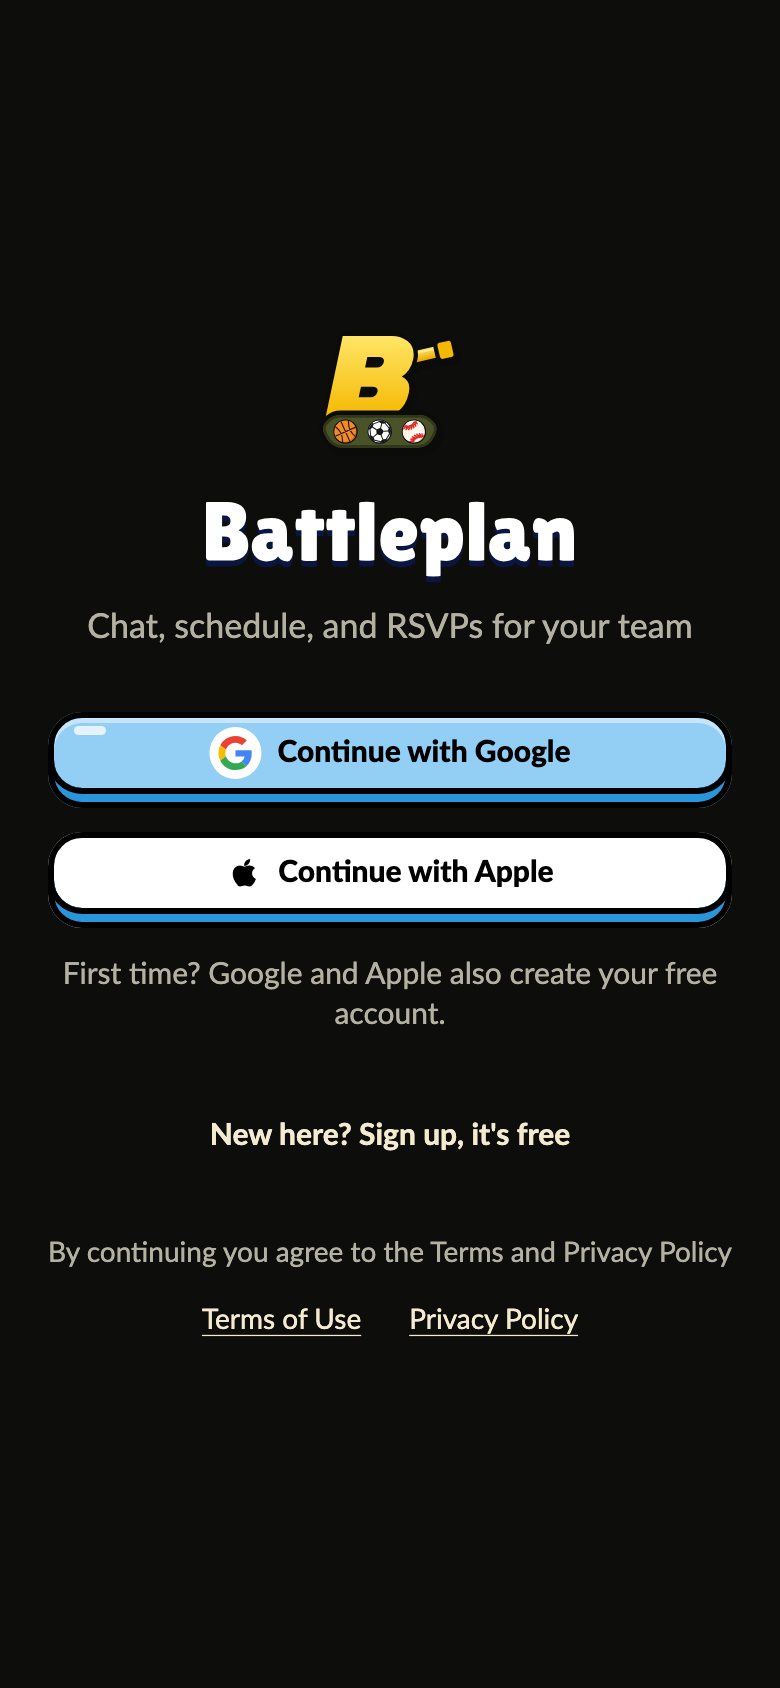 B
Battleplan
Chat, schedule, and RSVPs for your team
Continue with Google
Continue with Apple
First time? Google and Apple also create your free
account.
New here? Sign up, it's free
By continuing you agree to the Terms and Privacy Policy
Terms of Use Privacy Policy